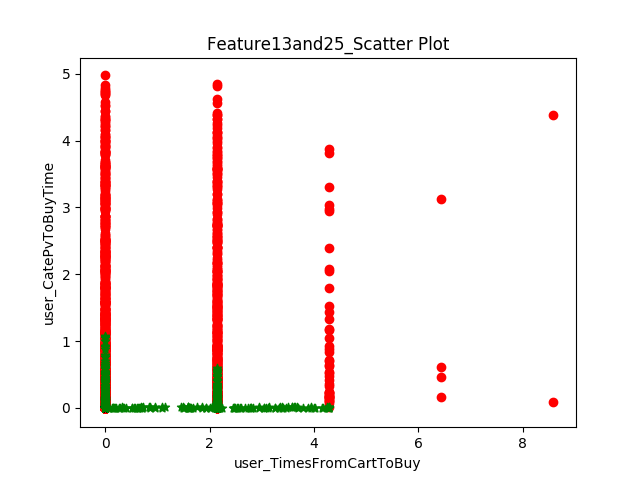 Feature13and25_Scatter Plot
5
4
3
2
1
0
user_CatePvToBuyTime
0 2 4 6 8
user_TimesFromCartToBuy